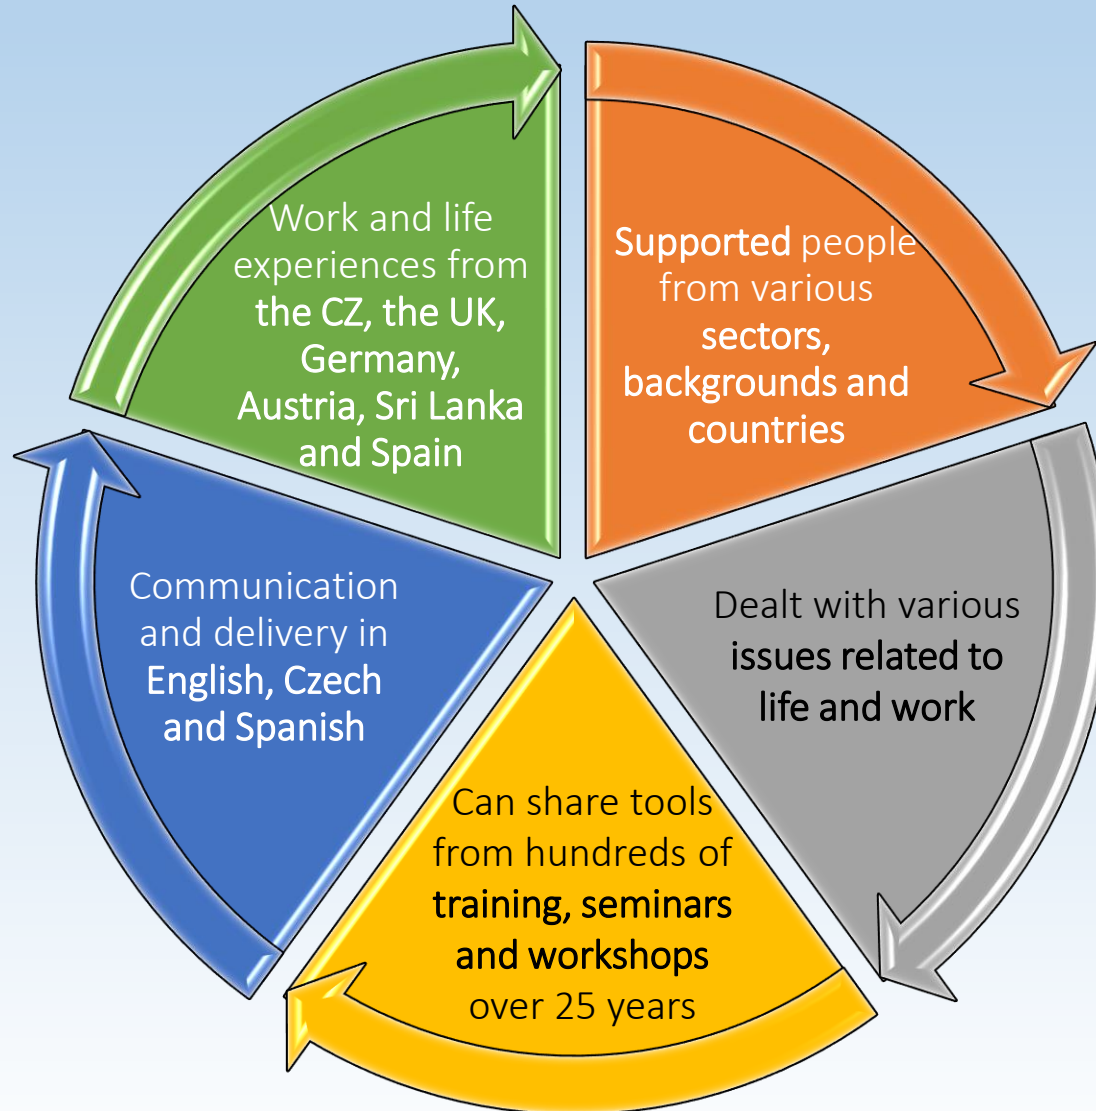 Work and life
experiences from
the CZ, the UK,
Germany,
Austria, Sri Lanka
and Spain
Supported people
from various
sectors,
backgrounds and
countries
Dealt with various
issues related to
life and work
Can share tools
from hundreds of
training, seminars
and workshops
over 25 years
Communication
and delivery in
English, Czech
and Spanish